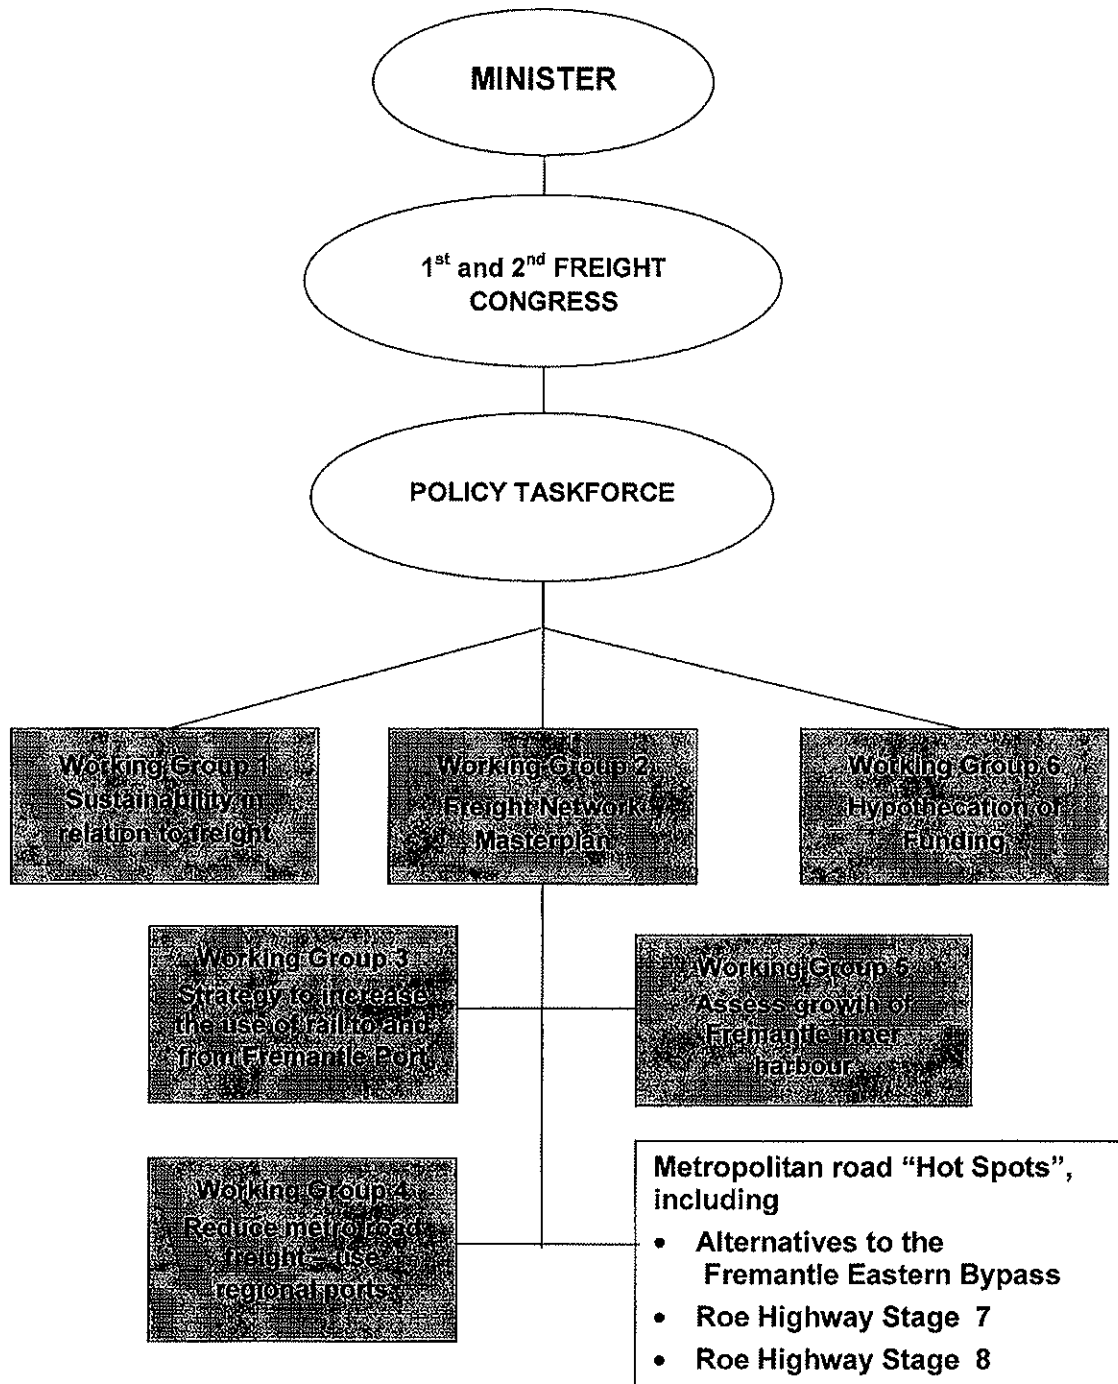 MINISTER
1st and 2nd FREIGHT
CONGRESS
POLICY TASKFORCE
Working Group 1
Sustainability in
relation to freight
Working Group 2
Freight Network
Masterplan
Working Group 6
Hypothecation of
Funding
Working Group 3
Strategy to increase
the use of rail to and
from Fremantle Port
Working Group 5
Assess growth of
Fremantle inner
harbour
Working Group 4
Reduce metro road
freight – use
regional ports
Metropolitan road “Hot Spots”,
including
• Alternatives to the
Fremantle Eastern Bypass
• Roe Highway Stage 7
• Roe Highway Stage 8